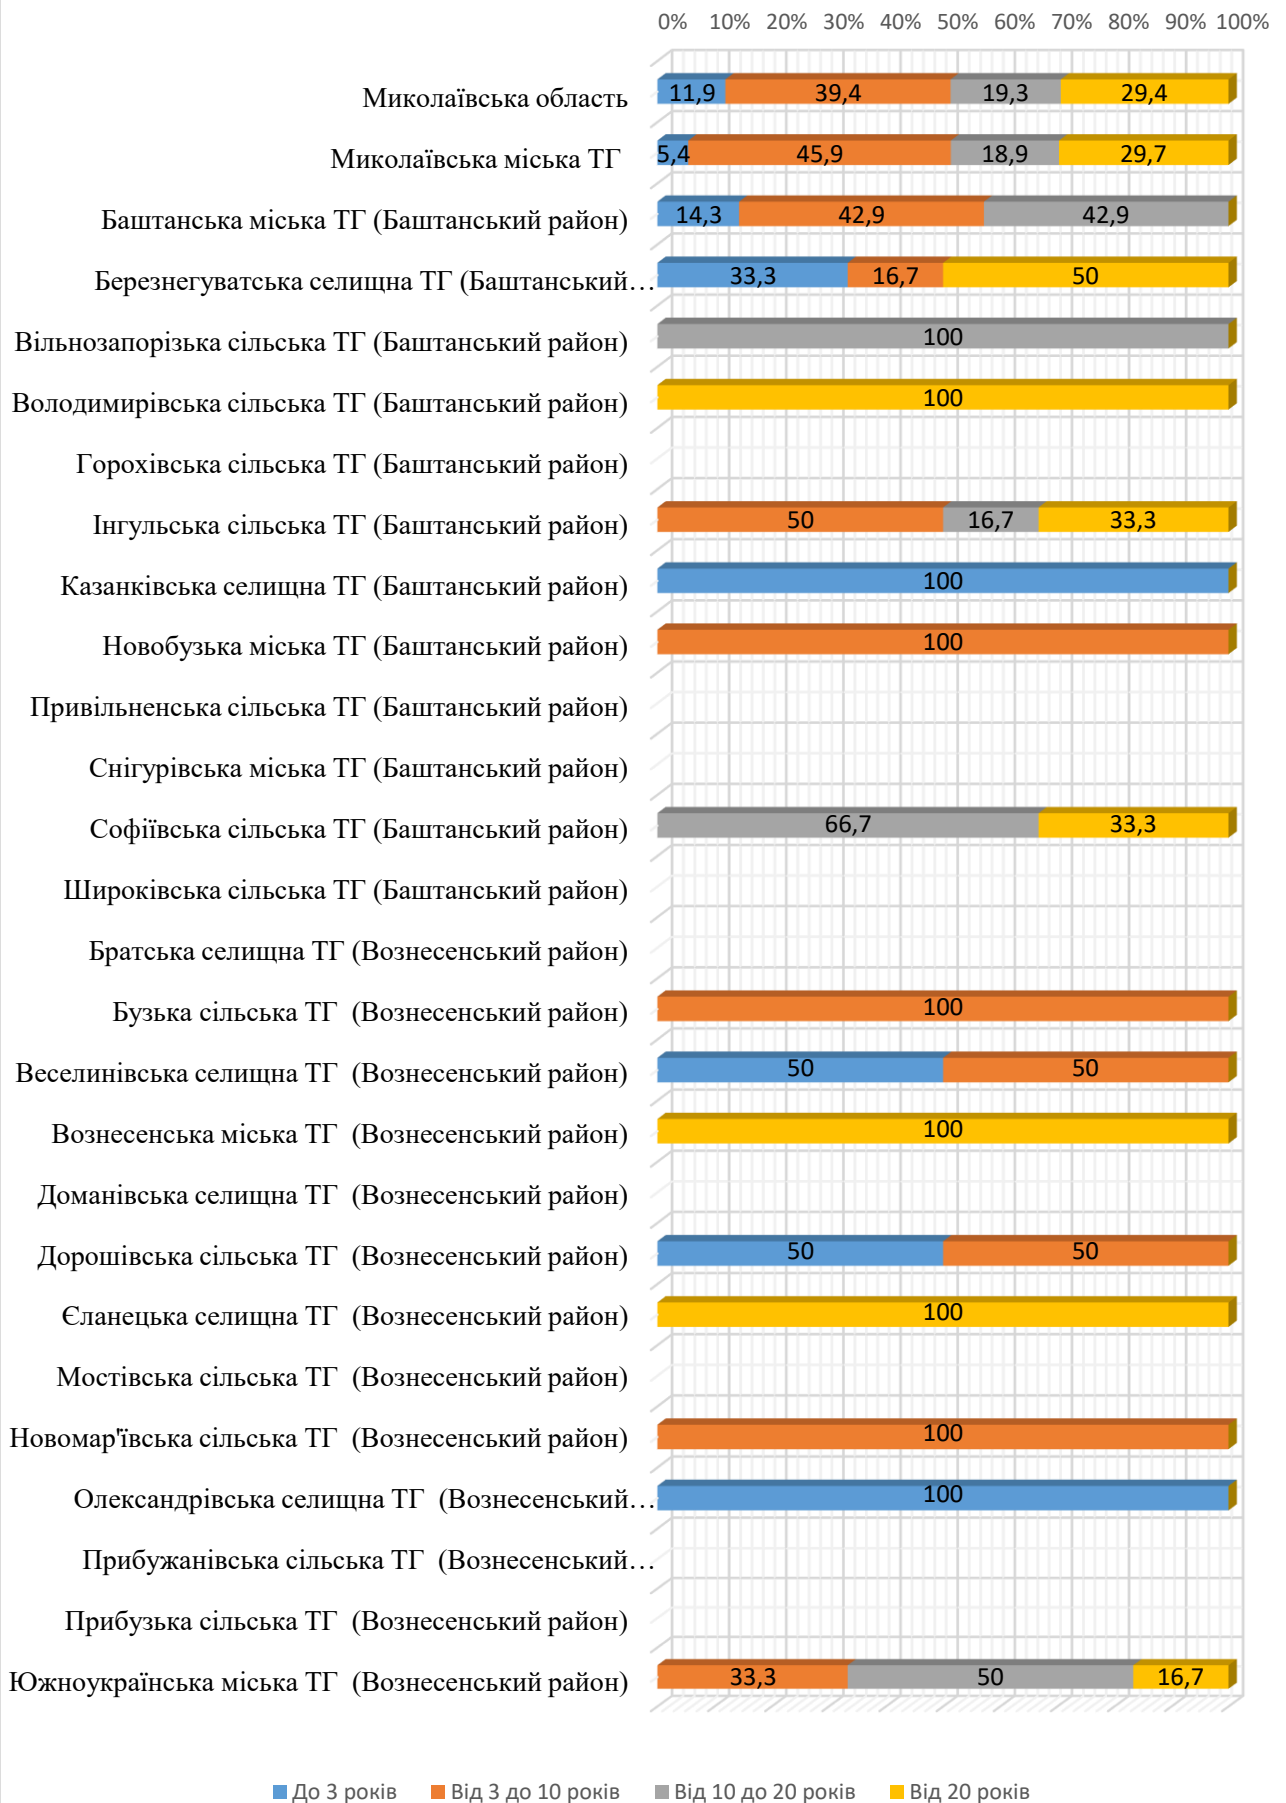 0% 10% 20% 30% 40% 50% 60% 70% 80% 90% 100%
Миколаївська область 11,9 39,4 19,3 29,4
Миколаївська міська ТГ 5,4 45,9 18,9 29,7
Баштанська міська ТГ (Баштанський район) 14,3 42,9 42,9
Березнегуватська селищна ТГ (Баштанський… 33,3 16,7 50
Вільнозапорізька сільська ТГ (Баштанський район) 100
Володимирівська сільська ТГ (Баштанський район) 100
Горохівська сільська ТГ (Баштанський район)
Інгульська сільська ТГ (Баштанський район) 50 16,7 33,3
Казанківська селищна ТГ (Баштанський район) 100
Новобузька міська ТГ (Баштанський район) 100
Привільненська сільська ТГ (Баштанський район)
Снігурівська міська ТГ (Баштанський район)
Софіївська сільська ТГ (Баштанський район) 66,7 33,3
Широківська сільська ТГ (Баштанський район)
Братська селищна ТГ (Вознесенський район)
Бузька сільська ТГ (Вознесенський район) 100
Веселинівська селищна ТГ (Вознесенський район) 50 50
Вознесенська міська ТГ (Вознесенський район) 100
Доманівська селищна ТГ (Вознесенський район)
Дорошівська сільська ТГ (Вознесенський район) 50 50
Єланецька селищна ТГ (Вознесенський район) 100
Мостівська сільська ТГ (Вознесенський район)
Новомар'ївська сільська ТГ (Вознесенський район) 100
Олександрівська селищна ТГ (Вознесенський… 100
Прибужанівська сільська ТГ (Вознесенський…
Прибузька сільська ТГ (Вознесенський район)
Южноукраїнська міська ТГ (Вознесенський район) 33,3 50 16,7
До 3 років Від 3 до 10 років Від 10 до 20 років Від 20 років